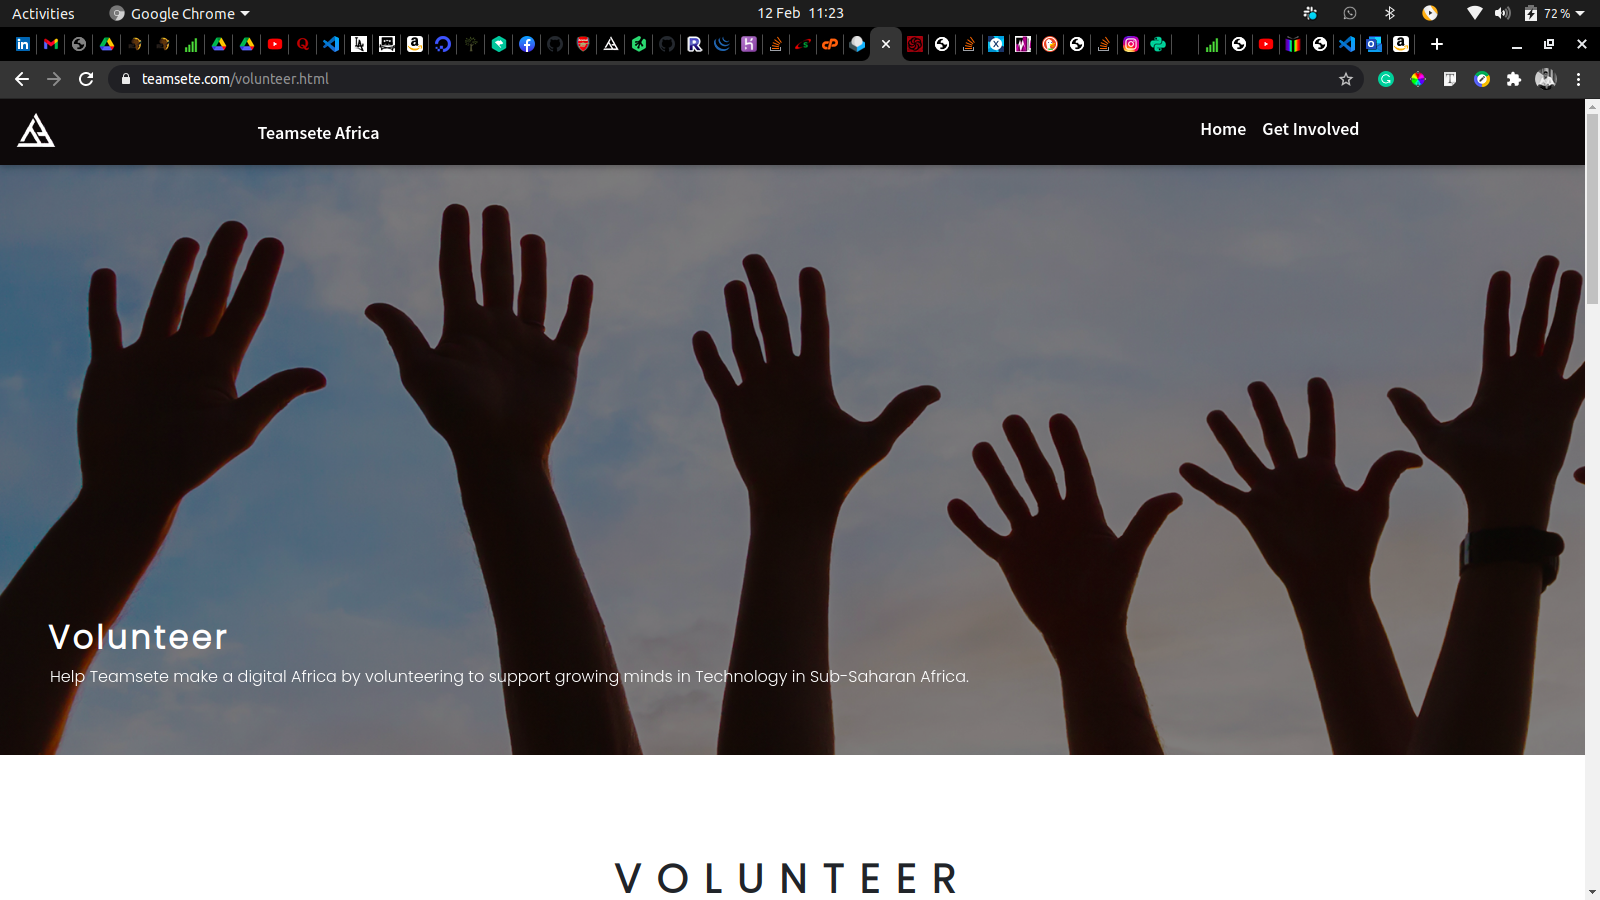 Activities
Google Chrome
12 Feb 11:23
72 %
teamsete.com/volunteer.html
Teamsete Africa
Home
Get Involved
Volunteer
Help Teamsete make a digital Africa by volunteering to support growing minds in Technology in Sub-Saharan Africa.
VOLUNTEER